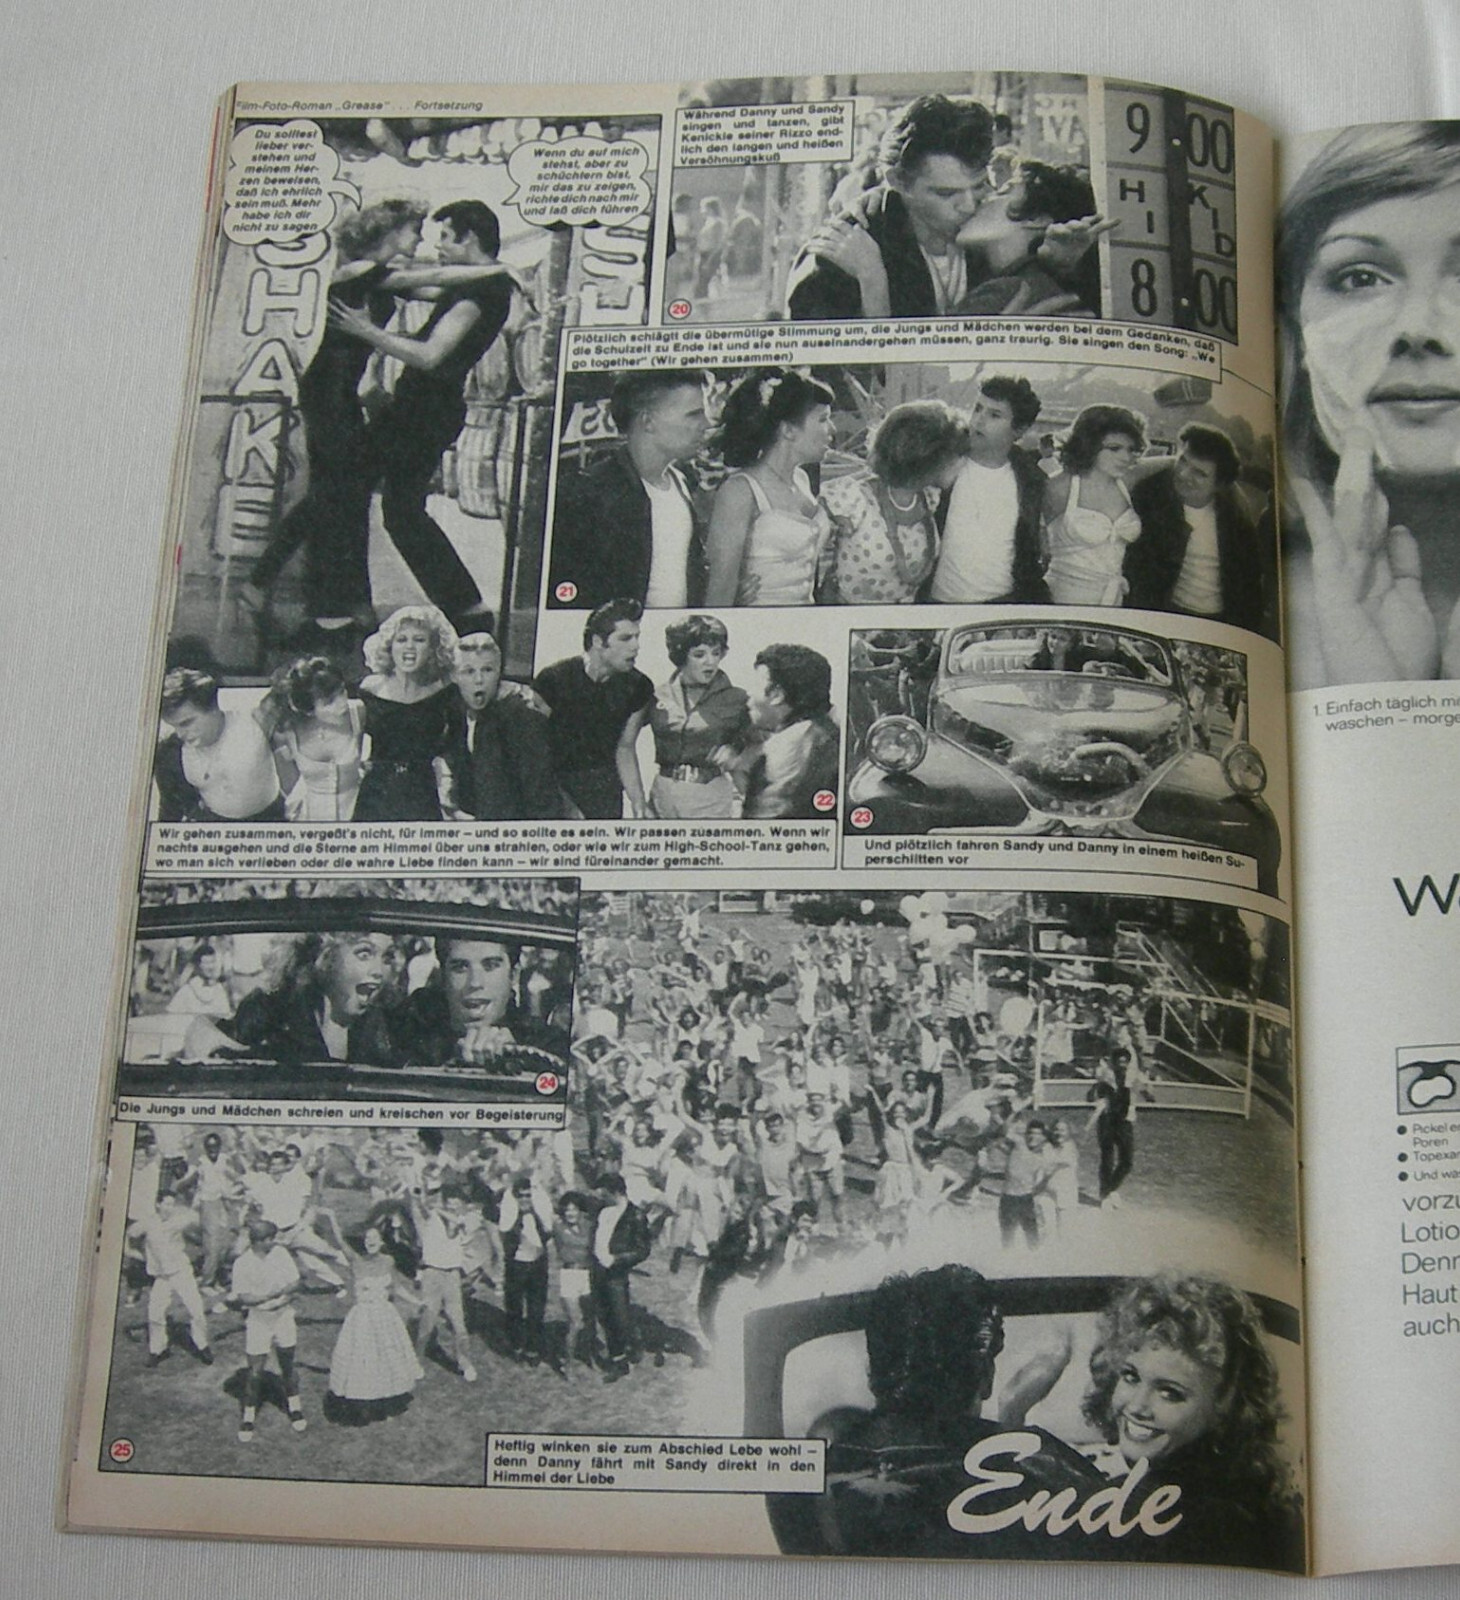 Film-Foto-Roman „Grease" ... Fortsetzung
Du solltest
lieber ver-
stehen und
meinem Her-
zen beweisen,
daß ich ehrlich
sein muß. Mehr
habe ich dir
nicht zu sagen
Wenn du auf mich
stehst, aber zu
schüchtern bist,
mir das zu zeigen,
richte dich nach mir
und laß dich führen
SHAKE
Während Danny und Sandy
singen und tanzen, gibt
Kenickie seiner Rizzo end-
lich den langen und heißen
Versöhnungskuß
9.00
HI KID
8.00
20
Plötzlich schlägt die übermütige Stimmung um, die Jungs und Mädchen werden bei dem Gedanken, daß
die Schulzeit zu Ende ist und sie nun auseinandergehen müssen, ganz traurig. Sie singen den Song: „We
go together" (Wir gehen zusammen)
21
22
Wir gehen zusammen, vergeßt's nicht, für immer – und so sollte es sein. Wir passen zusammen. Wenn wir
nachts ausgehen und die Sterne am Himmel über uns strahlen, oder wie wir zum High-School-Tanz gehen,
wo man sich verlieben oder die wahre Liebe finden kann – wir sind füreinander gemacht.
23
Und plötzlich fahren Sandy und Danny in einem heißen Su-
perschlitten vor
24
Die Jungs und Mädchen schreien und kreischen vor Begeisterung
25
Heftig winken sie zum Abschied Lebe wohl –
denn Danny fährt mit Sandy direkt in den
Himmel der Liebe
Ende
1 Einfach täglich mi
waschen – morge
Wa
Pickel
Poren
Topexa
Und wa
vorzu
Lotio
Denn
Haut
auch